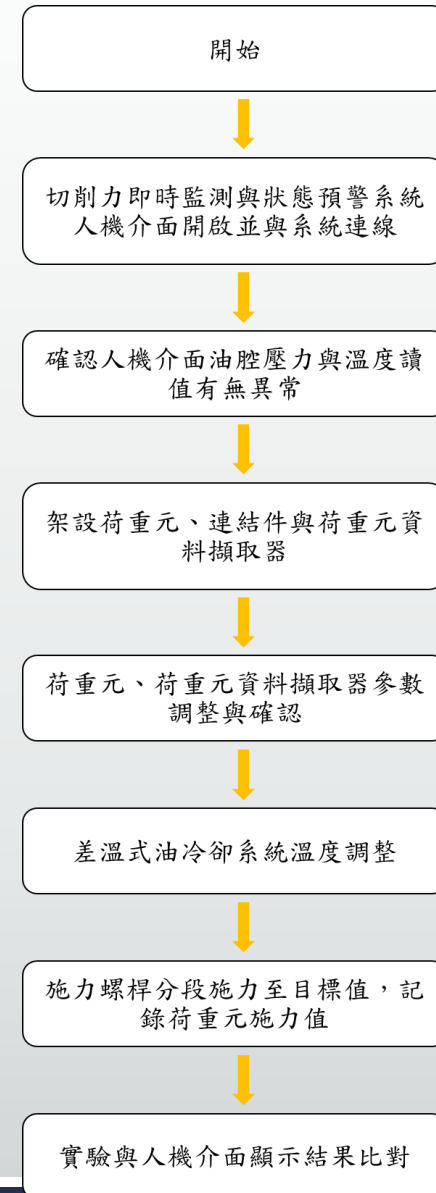 開始
切削力即時監測與狀態預警系統
人機介面開啟並與系統連線
確認人機介面油腔壓力與溫度讀
值有無異常
架設荷重元、連結件與荷重元資
料擷取器
荷重元、荷重元資料擷取器參數
調整與確認
差溫式油冷卻系統溫度調整
施力螺桿分段施力至目標值，記
錄荷重元施力值
實驗與人機介面顯示結果比對